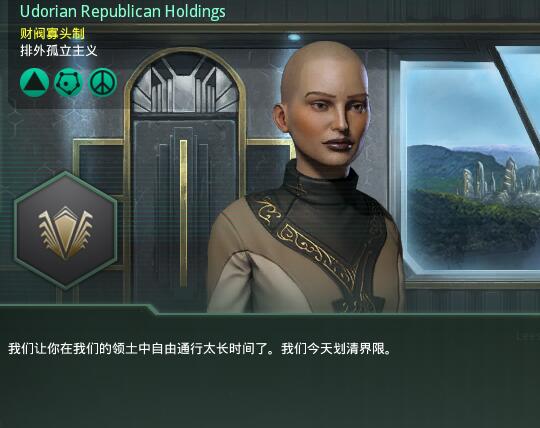 Udorian Republican Holdings
财阀寡头制
排外孤立主义
我们让你在我们的领土中自由通行太长时间了。我们今天划清界限。